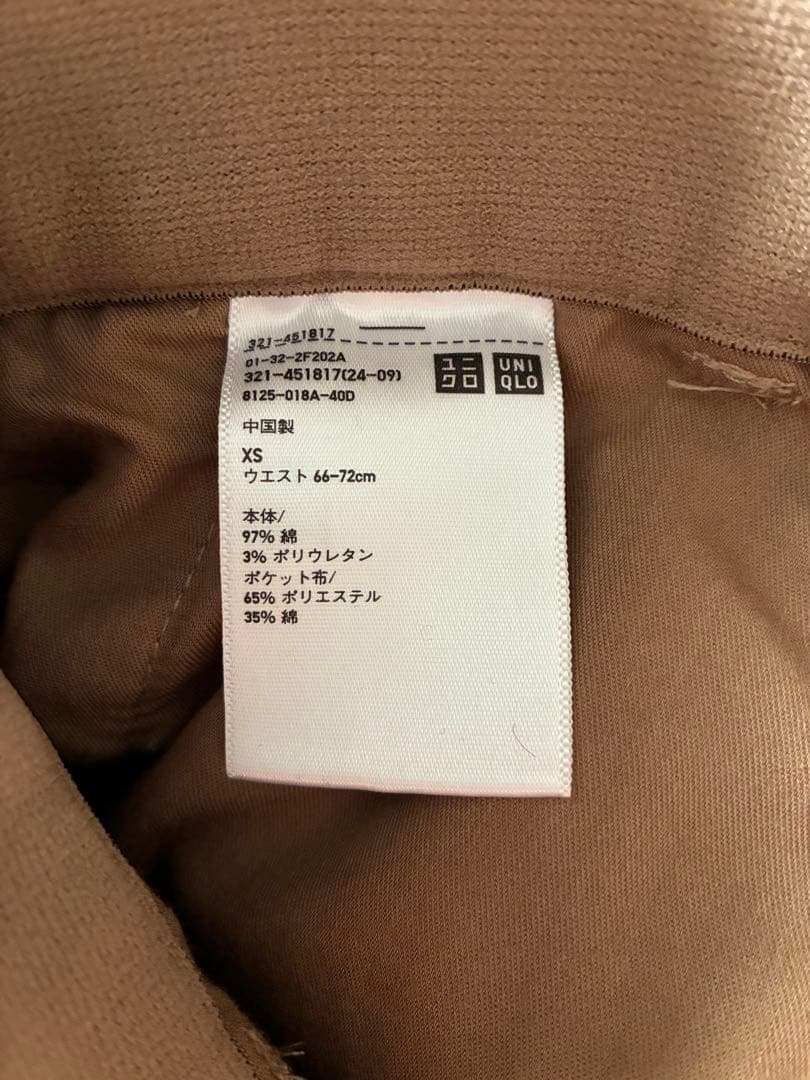 321-451817
01-32-2F202A
321-451817(24-09)
8125-018A-40D
ユニ
クロ
UNI
QLO
中国製
XS
ウエスト 66-72cm
本体/
97% 綿
3% ポリウレタン
ポケット布/
65% ポリエステル
35% 綿